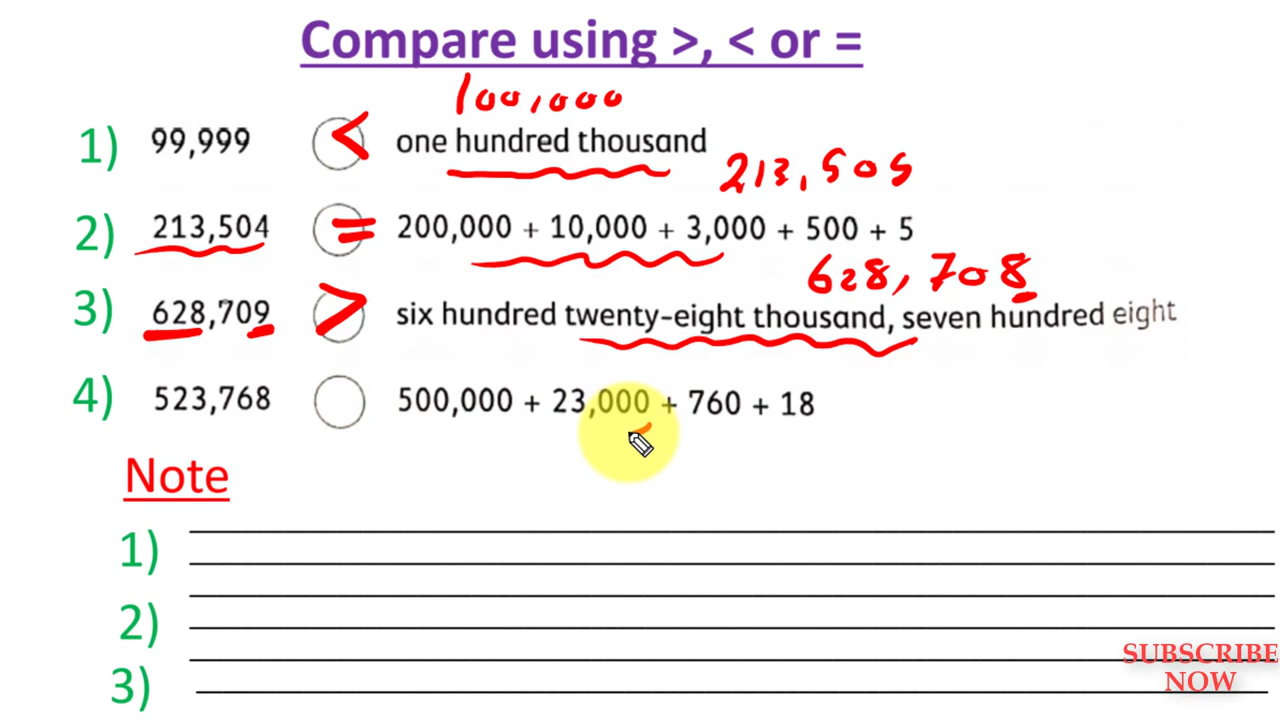 Compare using >, < or =
100,000
1) 99,999 < one hundred thousand
213,505
2) 213,504 = 200,000 + 10,000 + 3,000 + 500 + 5
628,708
3) 628,709 > six hundred twenty-eight thousand, seven hundred eight
4) 523,768 500,000 + 23,000 + 760 + 18
Note
1)
2)
3)
SUBSCRIBE
NOW